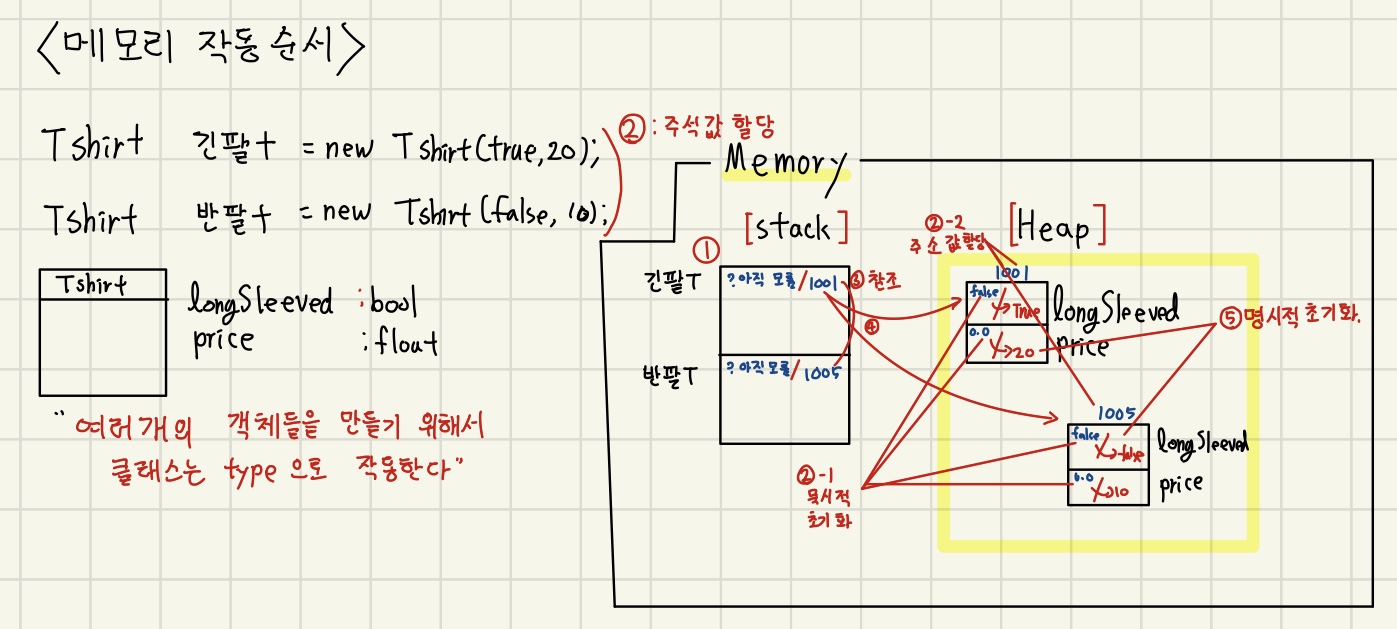 <메모리 작동순서>
Tshirt 긴팔t = new Tshirt(true,20);
② : 주석값 할당
Tshirt 반팔t = new Tshirt(false, 10);
Tshirt
longSleeved : bool
price : float
"여러개의 객체들을 만들기 위해서
클래스는 type 으로 작용한다"
Memory
[stack]
①
긴팔T
?아직 모름/1001
③ 참조
④
반팔T
?아직 모름/1005
②-1
묵시적
초기화
[Heap]
②-2
주소값할당
1001
false
True
longSleeved
0.0
20
price
⑤ 명시적 초기화.
1005
false
false
longSleeved
0.0
10
price